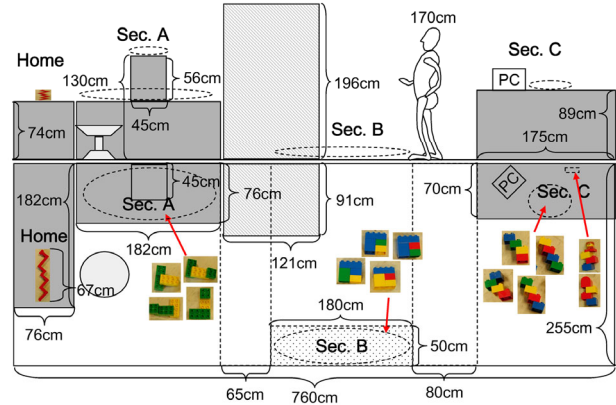 Home
Sec. A
130cm
56cm
45cm
74cm
196cm
170cm
Sec. B
Sec. C
PC
89cm
175cm
182cm
45cm
76cm
Sec. A
182cm
91cm
121cm
70cm
PC
Sec. C
Home
67cm
76cm
180cm
Sec. B
50cm
255cm
65cm
760cm
80cm